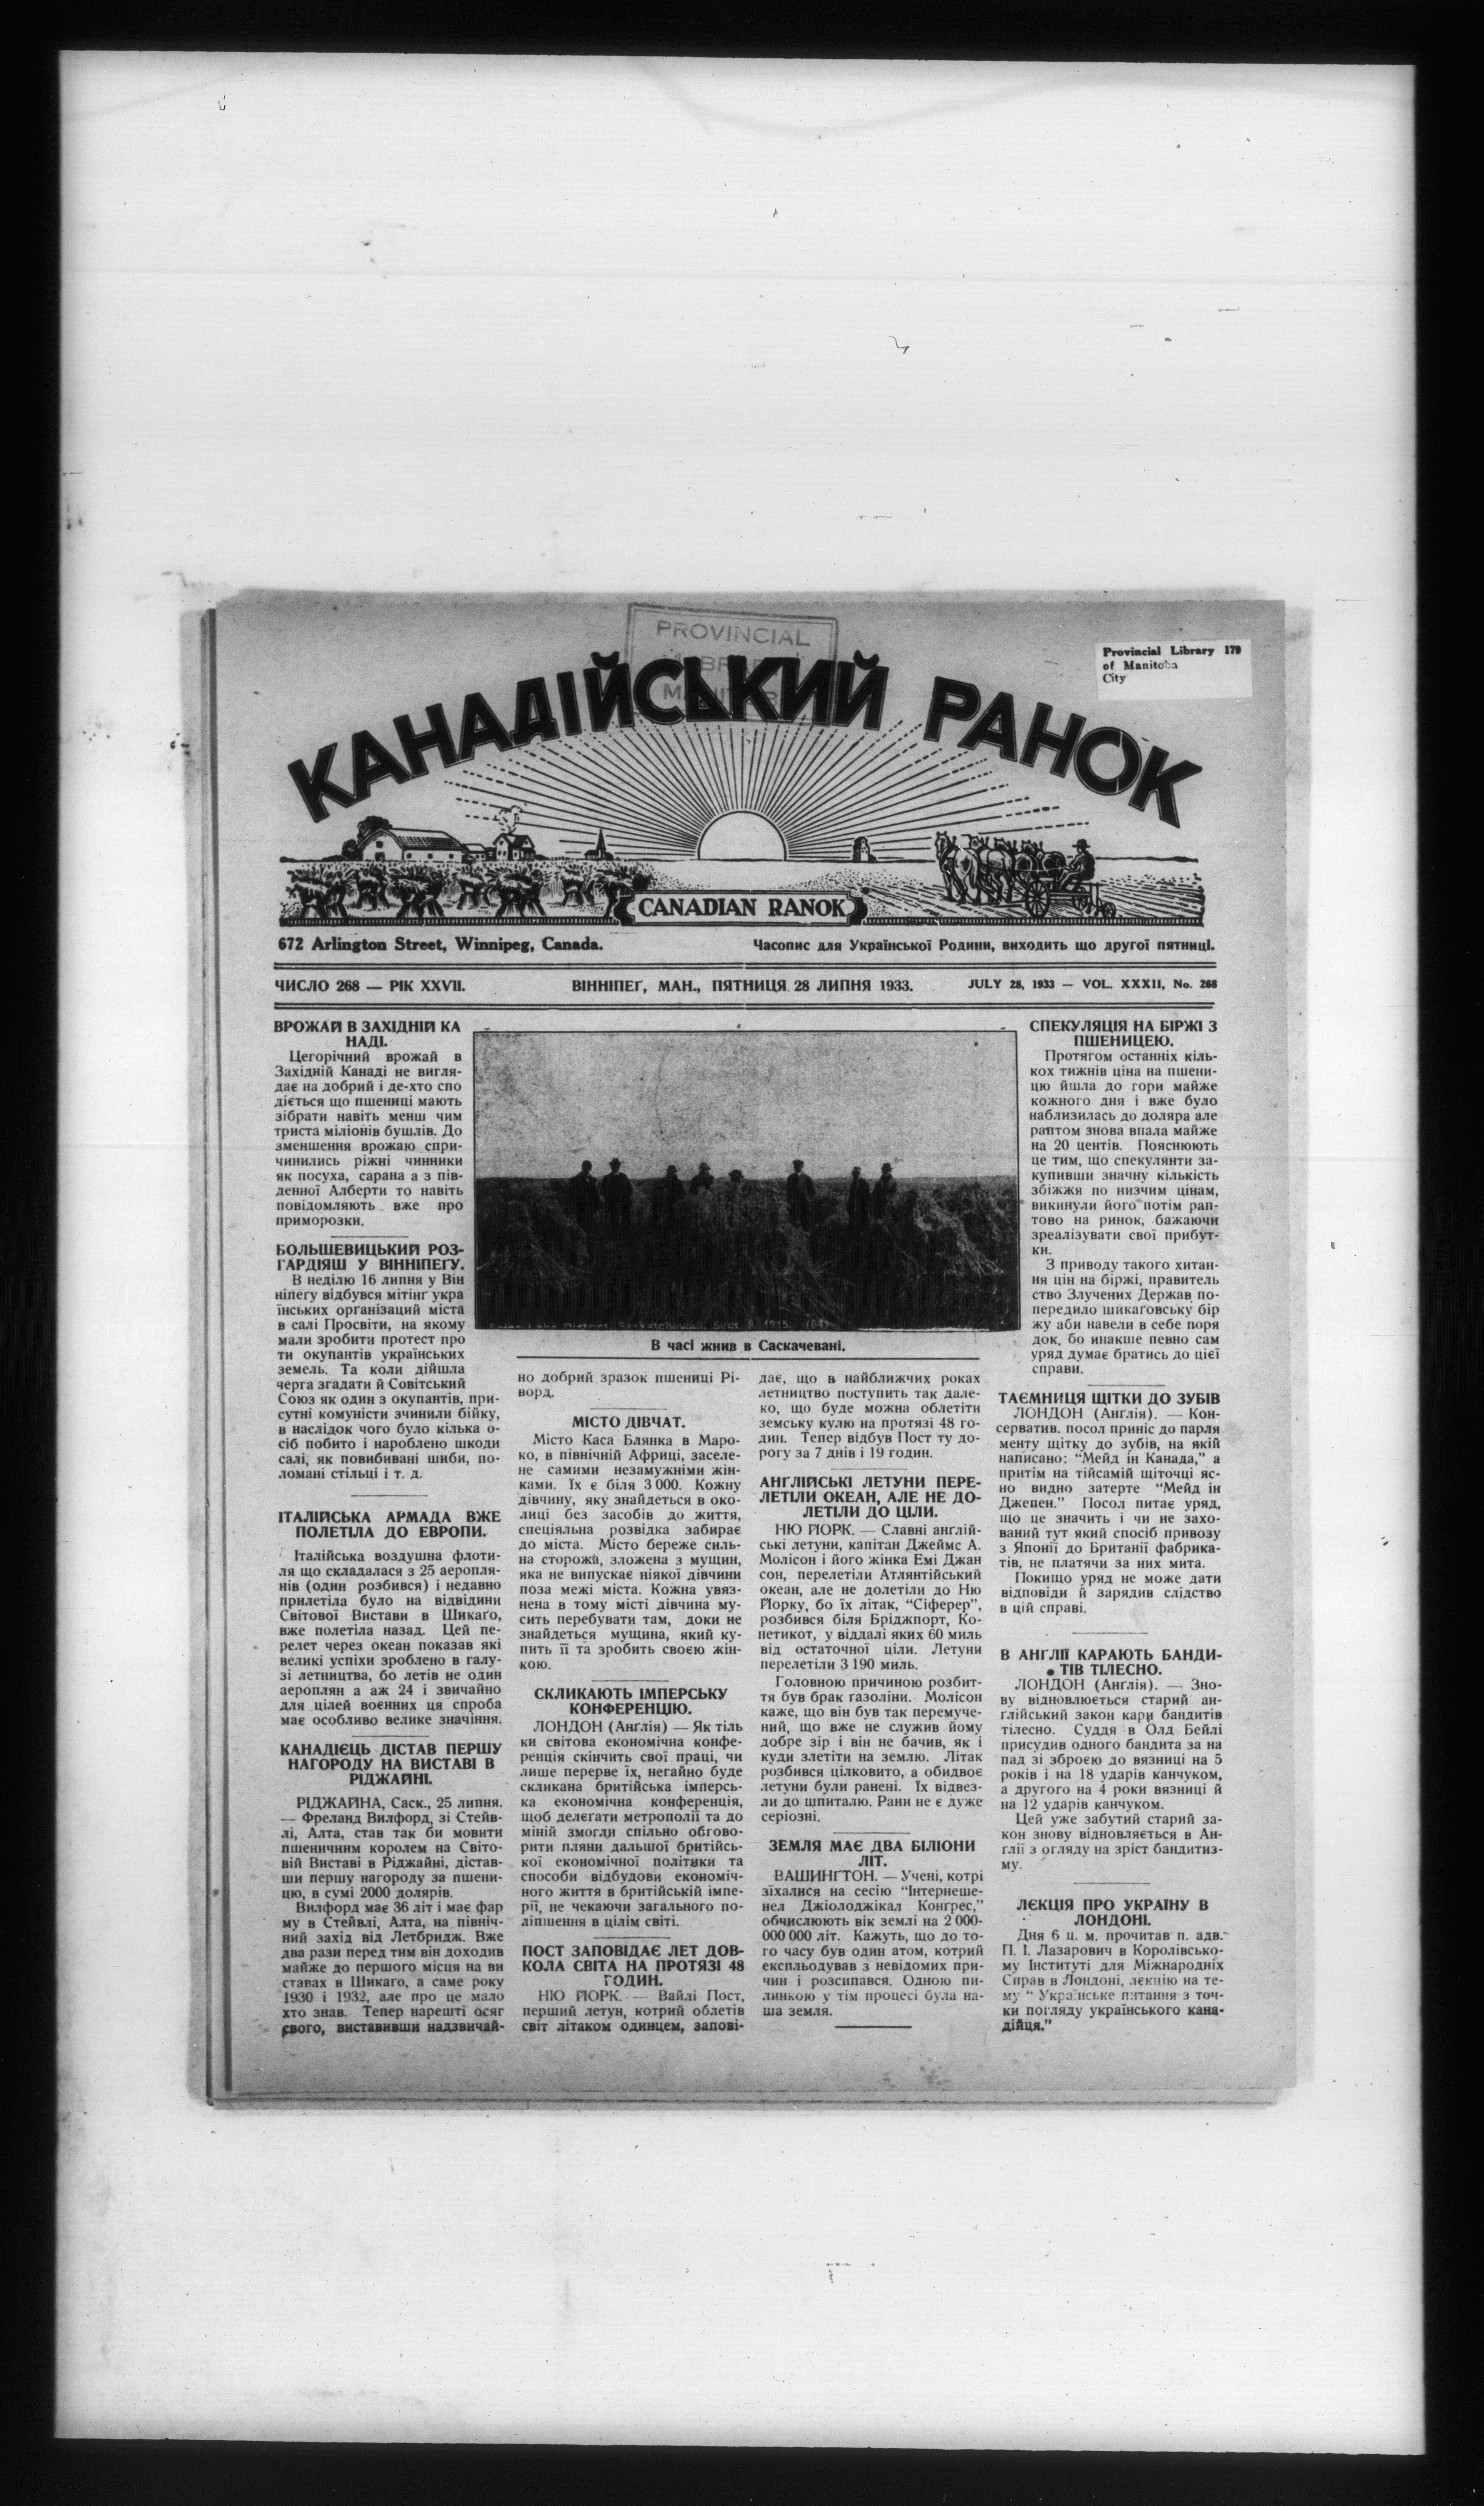 PROVINCIAL
Provincial Library 179
of Manitoba
City
КАНАДІЙСЬКИЙ РАНОК
CANADIAN RANOK
672 Arlington Street, Winnipeg, Canada.
Часопис для Української Родини, виходить що другої пятниці.
ЧИСЛО 268 — РІК XXVII.
ВІННІПЕҐ, МАН., ПЯТНИЦЯ 28 ЛИПНЯ 1933.
JULY 28, 1933 — VOL. XXXII, No. 268
ВРОЖАЙ В ЗАХІДНІЙ КА
НАДІ.
Цегорічний врожай в
Західній Канаді не вигля-
дає на добрий і де-хто спо
дієтьcя що пшениці мають
зібрати навіть менш чим
триста міліонів бушлів. До
зменшення врожаю спри-
чинились ріжні чинники
як посуха, сарана а з пів-
денної Алберти то навіть
повідомляють вже про
приморозки.
БОЛЬШЕВИЦЬКИЙ РОЗ-
ГАРДІЯШ У ВІННІПЕҐУ.
В неділю 16 липня у Він
ніпегу відбувся мітінґ укра
їнських орґанізаций міста
в салі Просвіти, на якому
мали зробити протест про
ти окупантів українських
земель. Та коли дійшла
черга згадати й Совітський
Союз як один з окупантів, при-
сутні комуністи зчинили бійку,
в наслідок чого було кілька о-
сіб побито і нароблено шкоди
салі, як повибивані шиби, по-
ломані стільці і т. д.
ІТАЛІЙСЬКА АРМАДА ВЖЕ
ПОЛЕТІЛА ДО ЕВРОПИ.
Італійська воздушна флоти-
ля що складалася з 25 аеропля-
нів (один розбився) і недавно
прилетіла було на відвідини
Світової Вистави в Шикаґо,
вже полетіла назад. Цей пе-
релет через океан показав які
великі успіхи зроблено в галу-
зі летництва, бо летів не один
аероплян а аж 24 і звичайно
для цілей воєнних ця спроба
має особливо велике значіння.
КАНАДІЄЦЬ ДІСТАВ ПЕРШУ
НАГОРОДУ НА ВИСТАВІ В
РІДЖАЙНІ.
РІДЖАЙНА, Саск., 25 липня.
— Фреланд Вилфорд, зі Стейв-
лі, Алта, став так би мовити
пшеничним королем на Світо-
вій Виставі в Ріджайні, дістав-
ши першу нагороду за пшени-
цю, в сумі 2000 долярів.
Вилфорд має 36 літ і має фар
му в Стейвлі, Алта, на північ-
ний захід від Летбридж. Вже
два рази перед тим він доходив
майже до першого місця на ви
ставах в Шикаґо, а саме року
1930 і 1932, але про це мало
хто знав. Тепер нарешті осяг
свого, виставивши надзвичай-
В часі жнив в Саскачевані.
но добрий зразок пшениці Рі-
ворд.
МІСТО ДІВЧАТ.
Місто Каса Блянка в Маро-
ко, в північній Африці, заселе-
не самими незамужніми жін-
ками. Їх є біля 3 000. Кожну
дівчину, яку знайдеться в око-
лиці без засобів до життя,
спеціяльна розвідка забирає
до міста. Місто береже силь-
на сторожа, зложена з мущин,
яка не випускає ніякої дівчини
поза межі міста. Кожна увяз-
нена в тому місті дівчина му-
сить перебувати там, доки не
знайдеться мущина, який ку-
пить її та зробить своєю жін-
кою.
СКЛИКАЮТЬ ІМПЕРСЬКУ
КОНФЕРЕНЦІЮ.
ЛОНДОН (Анґлія) — Як тіль
ки світова економічна конфе-
ренція скінчить свої праці, чи
лише перерве їх, негайно буде
скликана бритійська імперсь-
ка економічна конференція,
щоб делєґати метрополії та до
міній змогли спільно обгово-
рити пляни дальшої бритійсь-
кої економічної політики та
способи відбудови економіч-
ного життя в бритійській імпе-
рії, не чекаючи загального по-
ліпшення в цілім світі.
ПОСТ ЗАПОВІДАЄ ЛЕТ ДОВ-
КОЛА СВІТА НА ПРОТЯЗІ 48
ГОДИН.
НЮ ЙОРК. — Вайлі Пост,
перший летун, котрий облетів
світ літаком одинцем, запові-
дає, що в найближчих роках
летництво поступить так дале-
ко, що буде можна облетіти
земську кулю на протязі 48 го-
дин. Тепер відбув Пост ту до-
рогу за 7 днів і 19 годин.
АНҐЛІЙСЬКІ ЛЕТУНИ ПЕРЕ-
ЛЕТІЛИ ОКЕАН, АЛЕ НЕ ДО-
ЛЕТІЛИ ДО ЦІЛИ.
НЮ ЙОРК. — Славні анґлій-
ські летуни, капітан Джеймс А.
Молісон і його жінка Емі Джан
сон, перелетіли Атлянтійський
океан, але не долетіли до Ню
Йорку, бо їх літак, “Сіферер”,
розбився біля Бріджпорт, Ко-
нетикот, у віддалі яких 60 миль
від остаточної ціли. Летуни
перелетіли 3 190 миль.
Головною причиною розбит-
тя був брак газоліни. Молісон
каже, що він був так перемуче-
ний, що вже не служив йому
добре зір і він не бачив, як і
куди злетіти на землю. Літак
розбився цілковито, а обидвоє
летуни були ранені. Їх відвез-
ли до шпиталю. Рани не є дуже
серіозні.
ЗЕМЛЯ МАЄ ДВА БІЛІОНИ
ЛІТ.
ВАШИНҐТОН. — Учені, котрі
зїхалися на сесію “Інтернеше-
нел Джіолоджікал Конґрес,”
обчислюють вік землі на 2 000-
000 000 літ. Кажуть, що до то-
го часу був один атом, котрий
експльодував з невідомих при-
чин і розсипався. Одною пи-
линкою у тім процесі була на-
ша земля.
СПЕКУЛЯЦІЯ НА БІРЖІ З
ПШЕНИЦЕЮ.
Протягом останніх кіль-
кох тижнів ціна на пшени-
цю йшла до гори майже
кожного дня і вже було
наблизилась до доляра але
раптом знова впала майже
на 20 центів. Пояснюють
це тим, що спекулянти за-
купивши значну кількість
збіжжя по низчим цінам,
викинули його потім рап-
тово на ринок, бажаючи
зреалізувати свої прибут-
ки.
З приводу такого хитан-
ня цін на біржі, правитель
ство Злучених Держав по-
передило шикаґовську бір
жу аби навели в себе поря
док, бо инакше певно сам
уряд думає братись до цієї
справи.
ТАЄМНИЦЯ ЩІТКИ ДО ЗУБІВ
ЛОНДОН (Анґлія). — Кон-
серватив. посол приніс до парля
менту щітку до зубів, на якій
написано: “Мейд ін Канада,” а
притім на тійсамій щіточці яс-
но видно затерте “Мейд ін
Джепен.” Посол питає уряд,
що це значить і чи не захо-
ваний тут який спосіб привозу
з Японії до Британії фабрика-
тів, не платячи за них мита.
Покищо уряд не може дати
відповіди й зарядив слідство
в цій справі.
В АНҐЛІЇ КАРАЮТЬ БАНДИ-
ТІВ ТІЛЕСНО.
ЛОНДОН (Анґлія). — Зно-
ву відновлюється старий ан-
ґлійський закон кари бандитів
тілесно. Суддя в Олд Бейлі
присудив одного бандита за на
пад зі зброєю до вязниці на 5
років і на 18 ударів канчуком,
а другого на 4 роки вязниці й
на 12 ударів канчуком.
Цей уже забутий старий за-
кон знову відновляється в Ан-
ґлії з огляду на зріст бандитиз-
му.
ЛЄКЦІЯ ПРО УКРАЇНУ В
ЛОНДОНІ.
Дня 6 ц. м. прочитав п. адв.
П. І. Лазарович в Королівсько-
му Інституті для Міжнародніх
Справ в Лондоні, лєкцію на те-
му “ Українське питання з точ-
ки погляду українського кана-
дійця.”